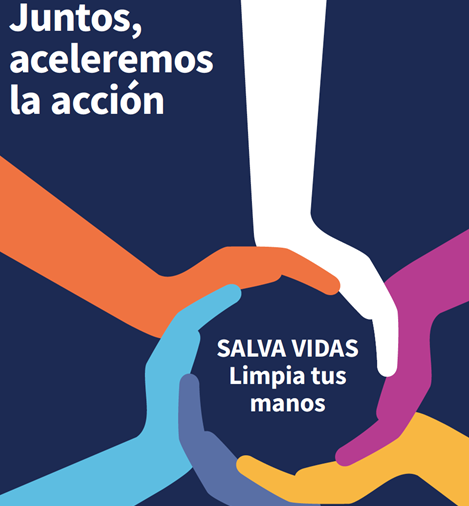 Juntos,
aceleremos
la acción
SALVA VIDAS
Limpia tus
manos